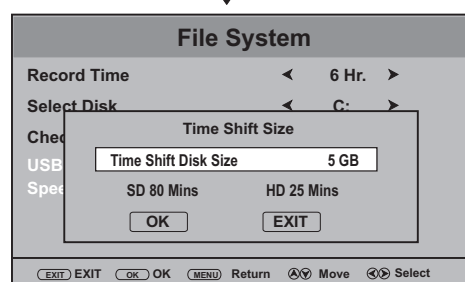 File System
Record Time 6 Hr.
Select Disk C:
Time Shift Size
Time Shift Disk Size 5 GB
USB
SD 80 Mins HD 25 Mins
OK EXIT
EXIT EXIT OK OK MENU Return Move Select